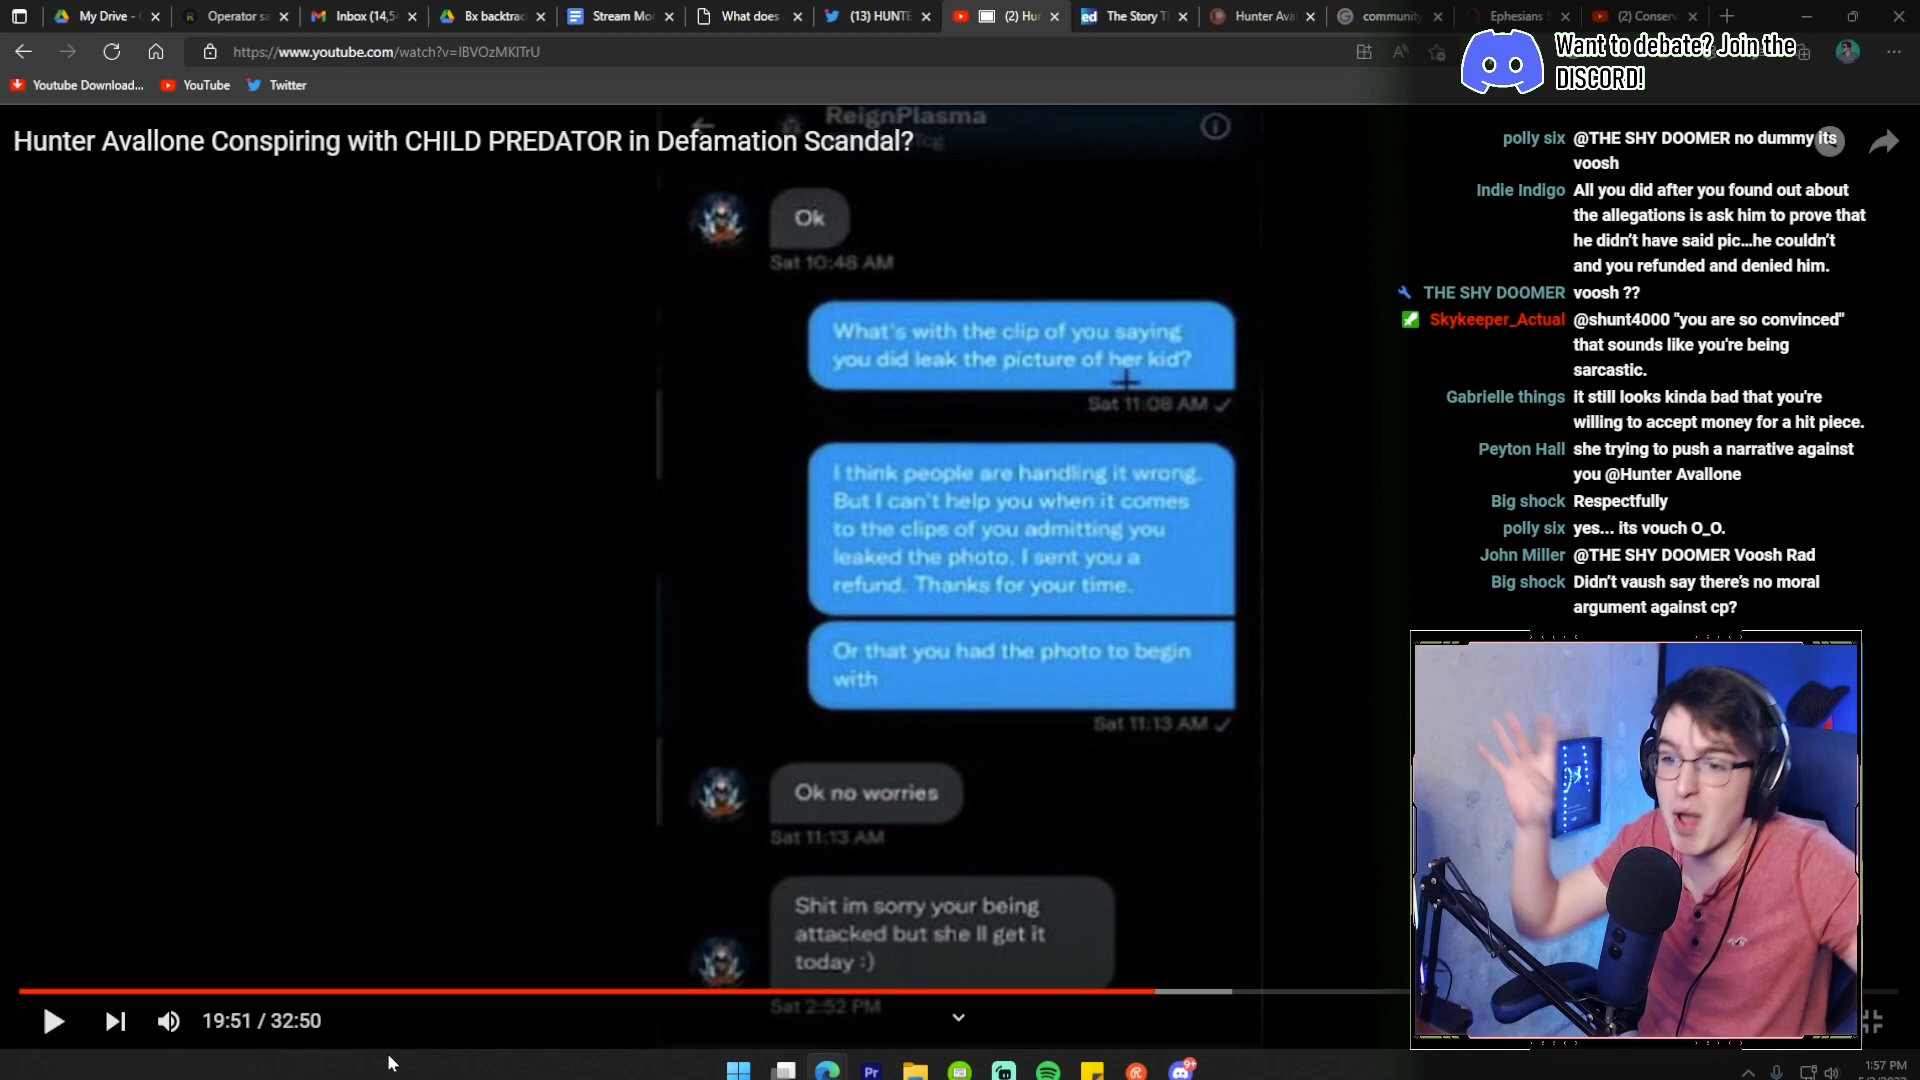 My Drive -
Operator sa
Inbox (14,5
Bx backtrac
Stream Mor
What does
(13) HUNTE
(2) Hur
The Story T
Hunter Ava
community
Ephesians 5
(2) Conser
https://www.youtube.com/watch?v=IBVOzMKlTrU
Youtube Download...
YouTube
Twitter
Want to debate? Join the
DISCORD!
Hunter Avallone Conspiring with CHILD PREDATOR in Defamation Scandal?
ReignPlasma
Ok
Sat 10:48 AM
What's with the clip of you saying
you did leak the picture of her kid?
Sat 11:08 AM
I think people are handling it wrong.
But I can't help you when it comes
to the clips of you admitting you
leaked the photo. I sent you a
refund. Thanks for your time.
Or that you had the photo to begin
with
Sat 11:13 AM
Ok no worries
Sat 11:13 AM
Shit im sorry your being
attacked but she ll get it
today :)
Sat 2:52 PM
19:51 / 32:50
polly six @THE SHY DOOMER no dummy its
voosh
Indie Indigo All you did after you found out about
the allegations is ask him to prove that
he didn't have said pic...he couldn't
and you refunded and denied him.
THE SHY DOOMER voosh ??
Skykeeper_Actual @shunt4000 "you are so convinced"
that sounds like you're being
sarcastic.
Gabrielle things it still looks kinda bad that you're
willing to accept money for a hit piece.
Peyton Hall she trying to push a narrative against
you @Hunter Avallone
Big shock Respectfully
polly six yes... its vouch O_O.
John Miller @THE SHY DOOMER Voosh Rad
Big shock Didn't vaush say there's no moral
argument against cp?
Pr
9+
1:57 PM